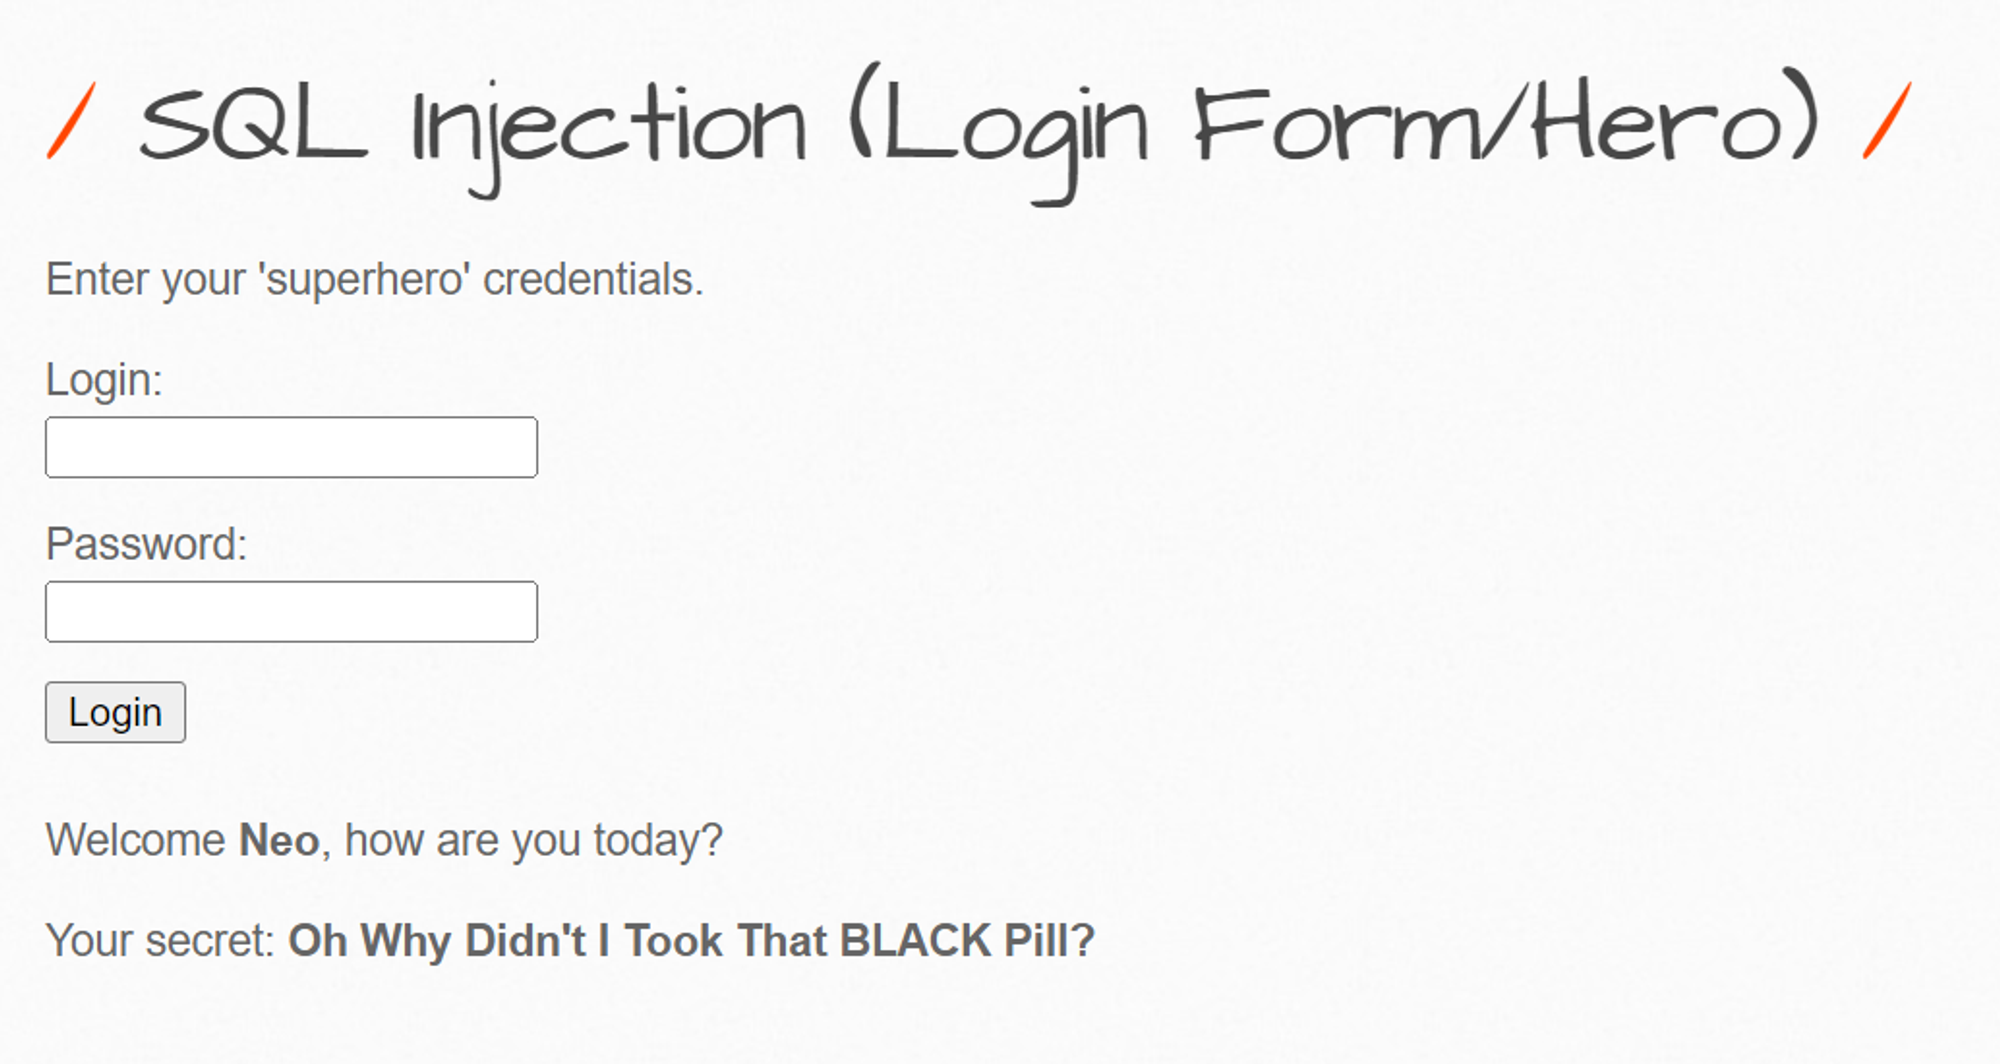 / SQL Injection (Login Form/Hero) /
Enter your 'superhero' credentials.
Login:
Password:
Login
Welcome Neo, how are you today?
Your secret: Oh Why Didn't I Took That BLACK Pill?